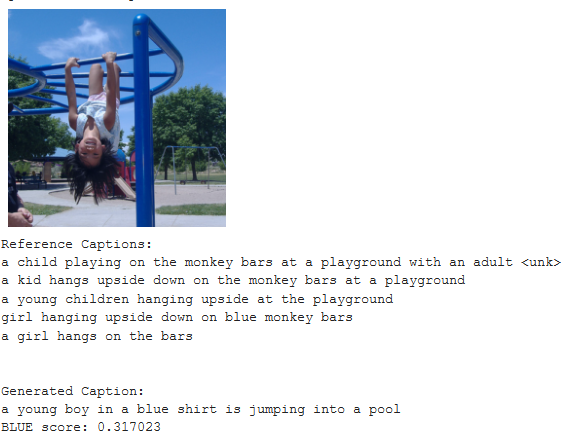 Reference Captions:
a child playing on the monkey bars at a playground with an adult <unk>
a kid hangs upside down on the monkey bars at a playground
a young children hanging upside at the playground
girl hanging upside down on blue monkey bars
a girl hangs on the bars
Generated Caption:
a young boy in a blue shirt is jumping into a pool
BLUE score: 0.317023